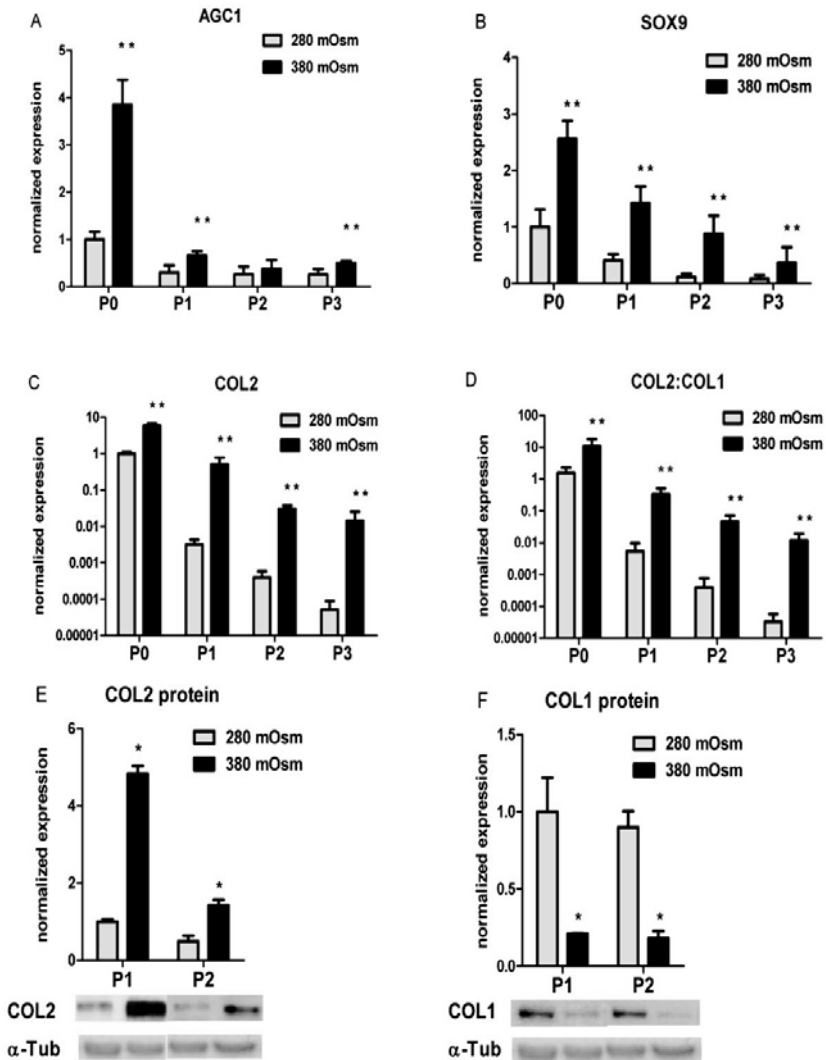 A
AGC1
normalized expression
5
4
3
2
1
0
280 mOsm
380 mOsm
**
**
**
P0 P1 P2 P3
B
SOX9
normalized expression
4
3
2
1
0
280 mOsm
380 mOsm
**
**
**
**
P0 P1 P2 P3
C
COL2
normalized expression
10
1
0.1
0.01
0.001
0.0001
0.00001
280 mOsm
380 mOsm
**
**
**
**
P0 P1 P2 P3
D
COL2:COL1
normalized expression
100
10
1
0.1
0.01
0.001
0.0001
0.00001
280 mOsm
380 mOsm
**
**
**
**
P0 P1 P2 P3
E
COL2 protein
normalized expression
6
4
2
0
280 mOsm
380 mOsm
*
*
P1 P2
COL2
α-Tub
F
COL1 protein
normalized expression
1.5
1.0
0.5
0.0
280 mOsm
380 mOsm
*
*
P1 P2
COL1
α-Tub